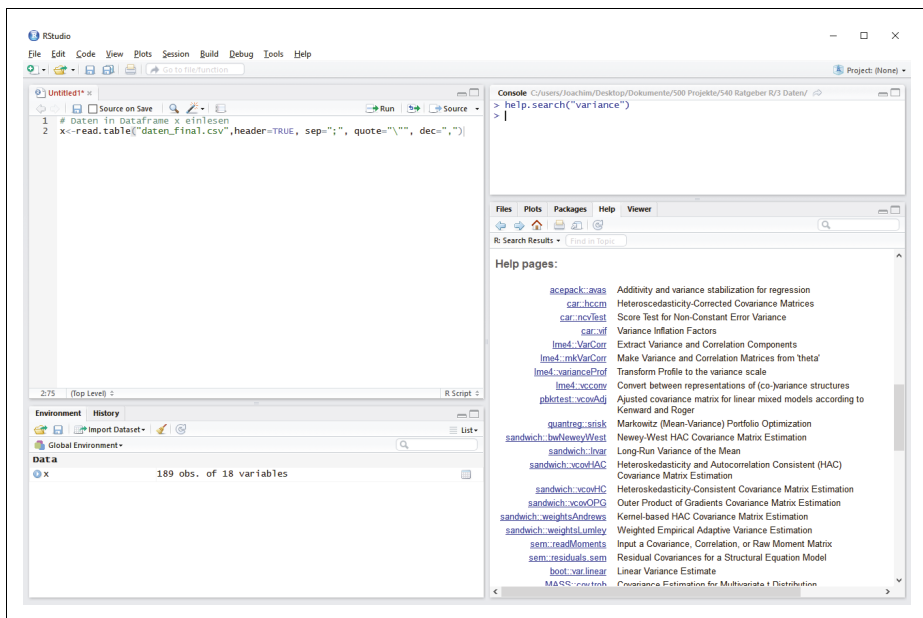 RStudio
File Edit Code View Plots Session Build Debug Tools Help
Go to file/function
Project: (None)
Untitled1* ×
Source on Save
Run
Source
1 # Daten in Dataframe x einlesen
2 x<-read.table("daten_final.csv",header=TRUE, sep=";", quote="\"", dec=",")
2:75 (Top Level)
R Script
Environment History
Import Dataset
List
Global Environment
Data
x 189 obs. of 18 variables
Console C:/users/Joachim/Desktop/Dokumente/500 Projekte/540 Ratgeber R/3 Daten/
> help.search("variance")
>
Files Plots Packages Help Viewer
R: Search Results Find in Topic
Help pages:
acepack::avas Additivity and variance stabilization for regression
car::hccm Heteroscedasticity-Corrected Covariance Matrices
car::ncvTest Score Test for Non-Constant Error Variance
car::vif Variance Inflation Factors
lme4::VarCorr Extract Variance and Correlation Components
lme4::mkVarCorr Make Variance and Correlation Matrices from 'theta'
lme4::varianceProf Transform Profile to the variance scale
lme4::vcconv Convert between representations of (co-)variance structures
pbkrtest::vcovAdj Ajusted covariance matrix for linear mixed models according to
Kenward and Roger
quantreg::srisk Markowitz (Mean-Variance) Portfolio Optimization
sandwich::bwNeweyWest Newey-West HAC Covariance Matrix Estimation
sandwich::lrvar Long-Run Variance of the Mean
sandwich::vcovHAC Heteroskedasticity and Autocorrelation Consistent (HAC)
Covariance Matrix Estimation
sandwich::vcovHC Heteroskedasticity-Consistent Covariance Matrix Estimation
sandwich::vcovOPG Outer Product of Gradients Covariance Matrix Estimation
sandwich::weightsAndrews Kernel-based HAC Covariance Matrix Estimation
sandwich::weightsLumley Weighted Empirical Adaptive Variance Estimation
sem::readMoments Input a Covariance, Correlation, or Raw Moment Matrix
sem::residuals.sem Residual Covariances for a Structural Equation Model
boot::var.linear Linear Variance Estimate
MASS::cov.trob Covariance Estimation for Multivariate t Distribution